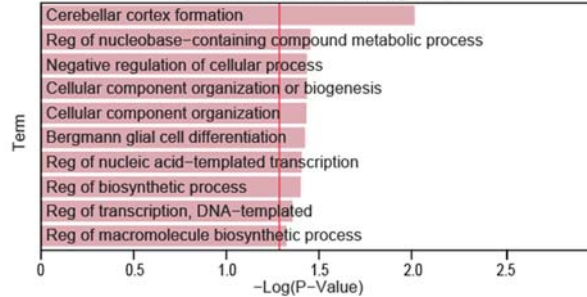 Cerebellar cortex formation
Reg of nucleobase−containing compound metabolic process
Negative regulation of cellular process
Cellular component organization or biogenesis
Cellular component organization
Bergmann glial cell differentiation
Reg of nucleic acid−templated transcription
Reg of biosynthetic process
Reg of transcription, DNA−templated
Reg of macromolecule biosynthetic process
Term
0 0.5 1.0 1.5 2.0 2.5
−Log(P−Value)